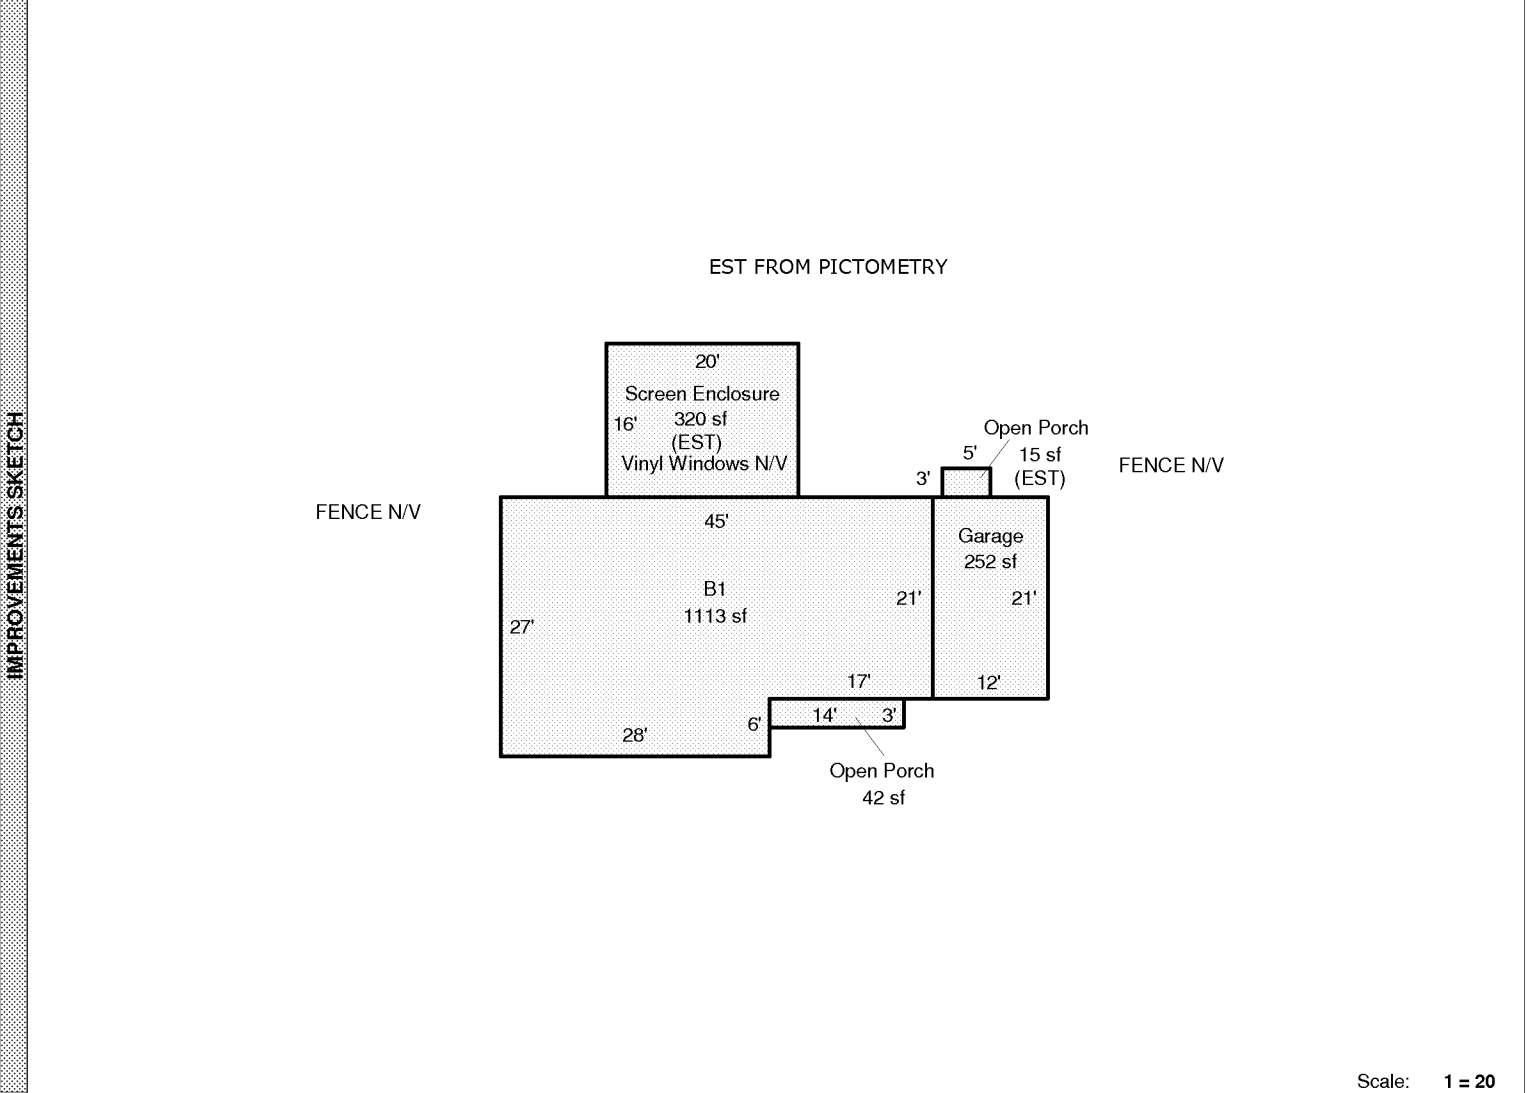 IMPROVEMENTS SKETCH
EST FROM PICTOMETRY
20'
Screen Enclosure
16'
320 sf
(EST)
Vinyl Windows N/V
Open Porch
15 sf
(EST)
5'
3'
FENCE N/V
FENCE N/V
45'
B1
1113 sf
27'
21'
Garage
252 sf
21'
12'
17'
14'
3'
6'
28'
Open Porch
42 sf
Scale: 1 = 20